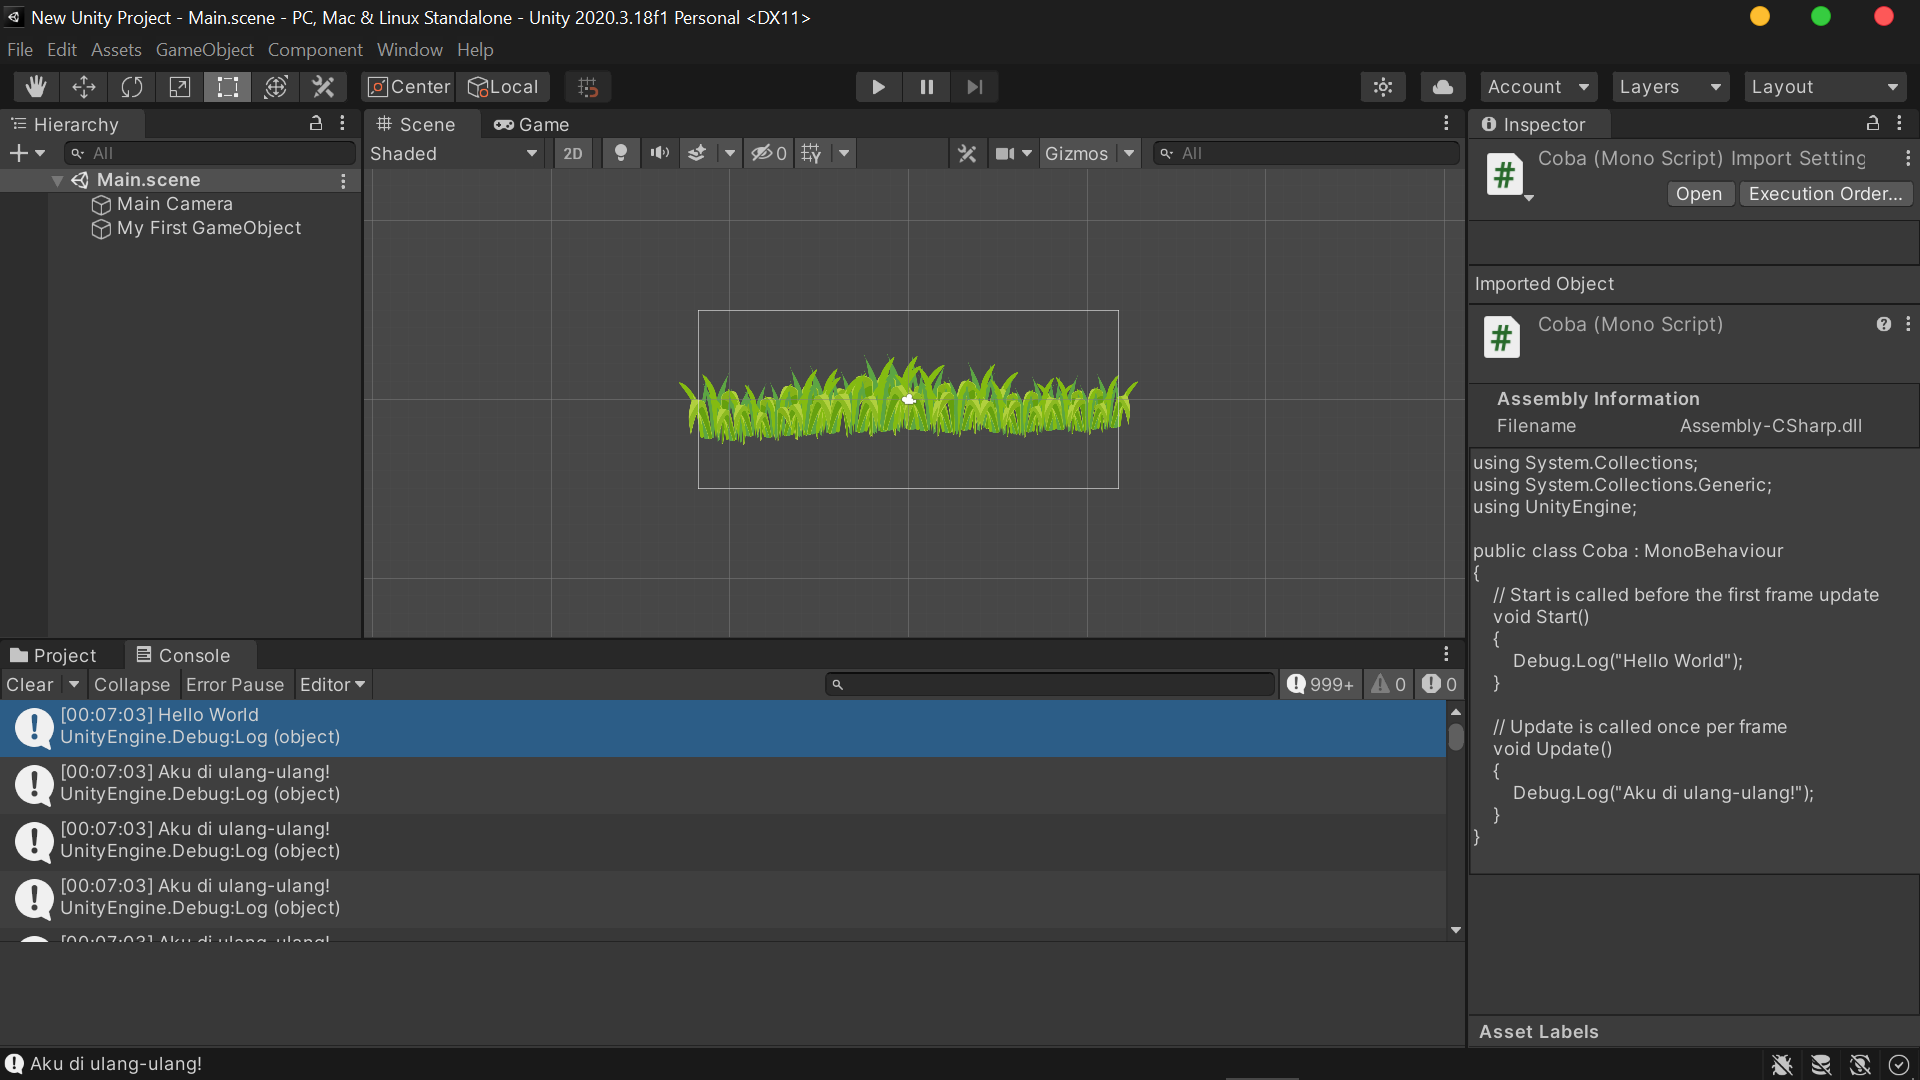 New Unity Project - Main.scene - PC, Mac & Linux Standalone - Unity 2020.3.18f1 Personal <DX11>
File Edit Assets GameObject Component Window Help
Center Local Account Layers Layout
Hierarchy
All
Main.scene
Main Camera
My First GameObject
Scene Game
Shaded 2D 0 Gizmos All
Inspector
Coba (Mono Script) Import Setting
Open Execution Order...
Imported Object
Coba (Mono Script)
Assembly Information
Filename Assembly-CSharp.dll
using System.Collections;
using System.Collections.Generic;
using UnityEngine;
public class Coba : MonoBehaviour
{
// Start is called before the first frame update
void Start()
{
Debug.Log("Hello World");
}
// Update is called once per frame
void Update()
{
Debug.Log("Aku di ulang-ulang!");
}
}
Asset Labels
Project Console
Clear Collapse Error Pause Editor 999+ 0 0
[00:07:03] Hello World
UnityEngine.Debug:Log (object)
[00:07:03] Aku di ulang-ulang!
UnityEngine.Debug:Log (object)
[00:07:03] Aku di ulang-ulang!
UnityEngine.Debug:Log (object)
[00:07:03] Aku di ulang-ulang!
UnityEngine.Debug:Log (object)
[00:07:03] Aku di ulang-ulang!
Aku di ulang-ulang!